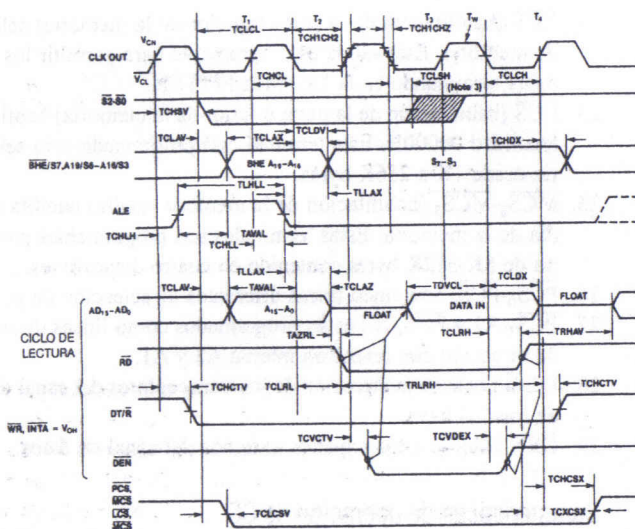 T1 T2 T3 TW T4
VCH TCLCL TCH1CH2 TCH1CHZ
CLK OUT
VCL TCHCL TCLSH TCLCH
S2-S0 (Note 3)
TCHSV
TCLAV TCLAX TCLDV TCHDX
BHE/S7,A19/S6-A16/S3 BHE A19-A16 S7-S3
TLHLL TLLAX
ALE
TCHLH TAVAL
TCHLL
TLLAX
TCLAV TAVAL TCLAZ TDVCL TCLDX
AD15-AD0 A15-A0 FLOAT DATA IN FLOAT
CICLO DE
LECTURA
TAZRL TCLRH TRHAV
RD
TCHCTV TCLRL TRLRH TCHCTV
DT/R
WR, INTA = VOH
TCVCTV TCVDEX
DEN
PCS,
MCS
LCS,
TCLCSV TCHCSX
TCXCSX